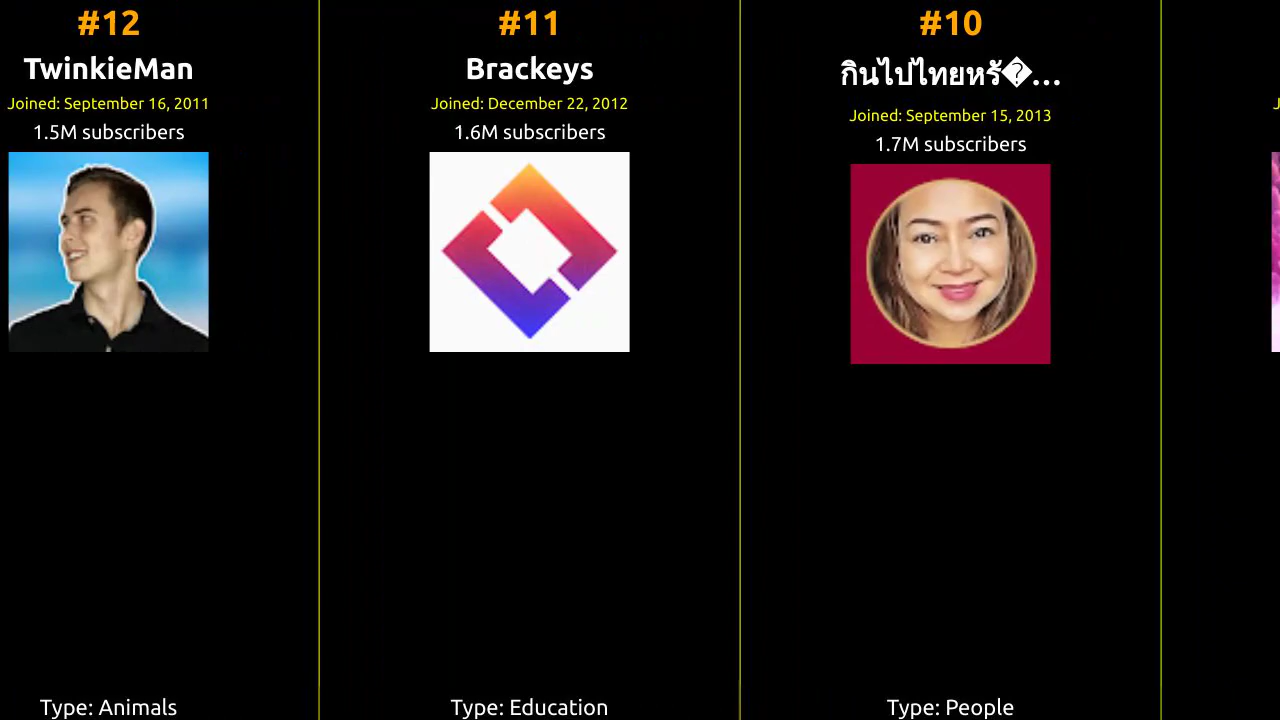 #12
TwinkieMan
Joined: September 16, 2011
1.5M subscribers
Type: Animals
#11
Brackeys
Joined: December 22, 2012
1.6M subscribers
Type: Education
#10
กินไปไทยหรั�...
Joined: September 15, 2013
1.7M subscribers
Type: People